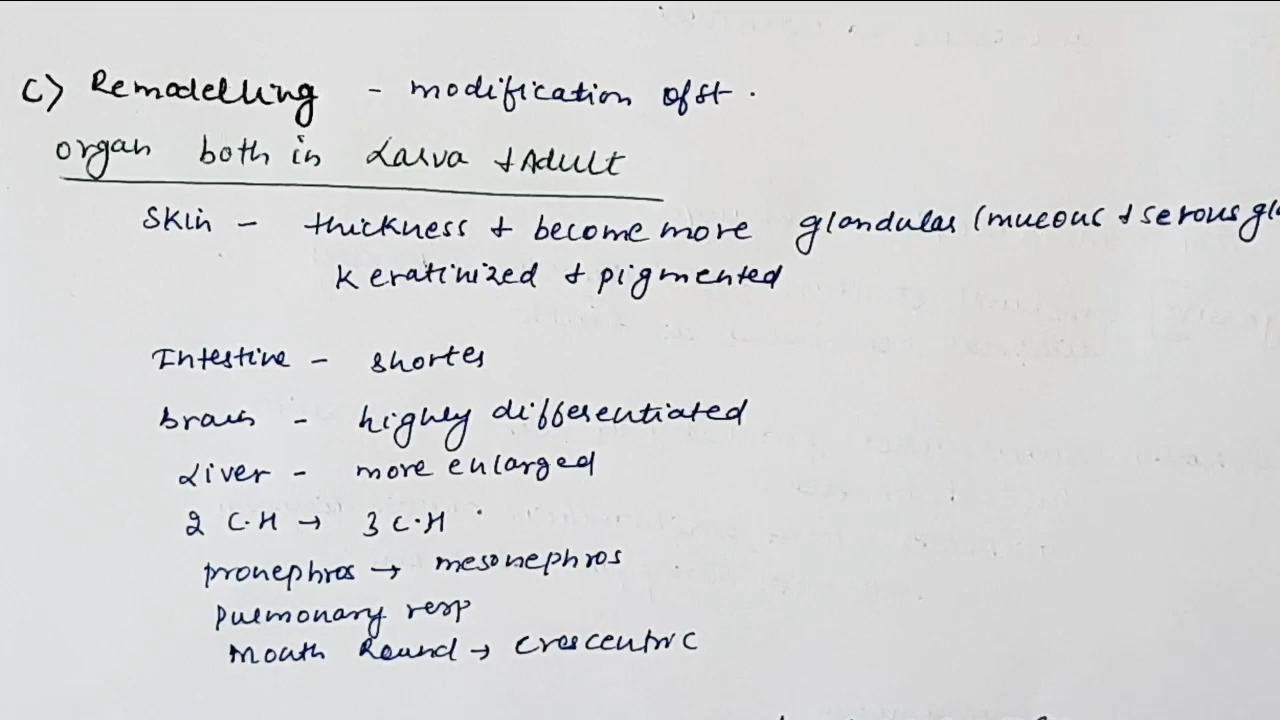 C) Remodelling - modification of st.
organ both in Larva & Adult
Skin - thickness & become more glandular (mucous & serous gl
Keratinized & pigmented
Intestine - shorter
brain - highly differentiated
Liver - more enlarged
2 C.H → 3 C.H
pronephros → mesonephros
pulmonary resp
Mouth Round → crescentric